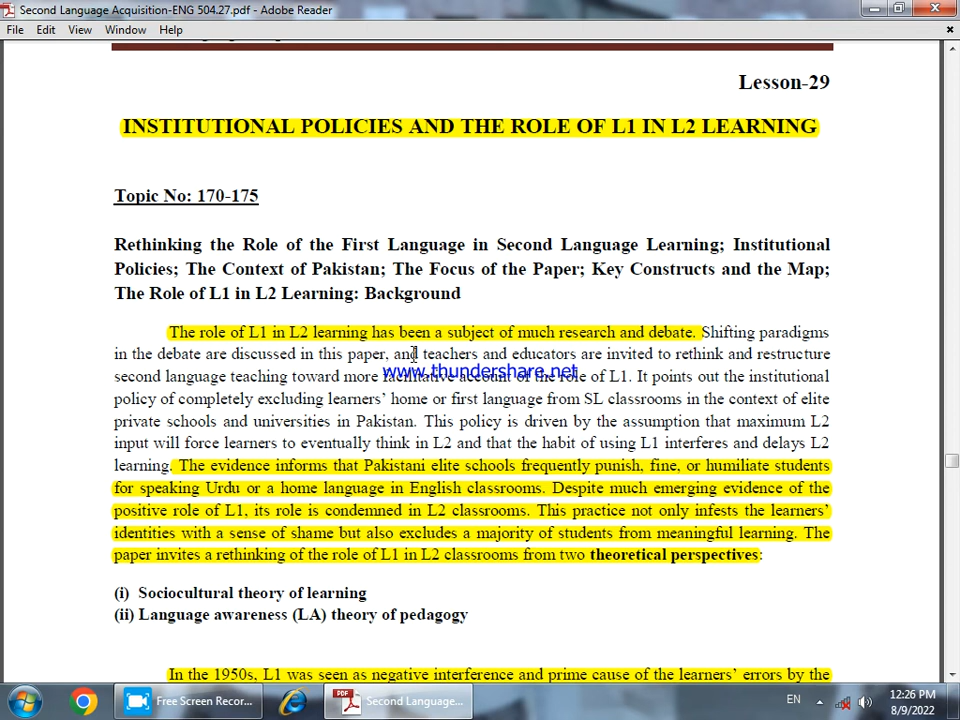 Second Language Acquisition-ENG 504.27.pdf - Adobe Reader
File Edit View Window Help
Lesson-29
INSTITUTIONAL POLICIES AND THE ROLE OF L1 IN L2 LEARNING
Topic No: 170-175
Rethinking the Role of the First Language in Second Language Learning; Institutional
Policies; The Context of Pakistan; The Focus of the Paper; Key Constructs and the Map;
The Role of L1 in L2 Learning: Background
The role of L1 in L2 learning has been a subject of much research and debate. Shifting paradigms
in the debate are discussed in this paper, and teachers and educators are invited to rethink and restructure
www.thundershare.net
second language teaching toward more facilitative account of the role of L1. It points out the institutional
policy of completely excluding learners' home or first language from SL classrooms in the context of elite
private schools and universities in Pakistan. This policy is driven by the assumption that maximum L2
input will force learners to eventually think in L2 and that the habit of using L1 interferes and delays L2
learning. The evidence informs that Pakistani elite schools frequently punish, fine, or humiliate students
for speaking Urdu or a home language in English classrooms. Despite much emerging evidence of the
positive role of L1, its role is condemned in L2 classrooms. This practice not only infests the learners'
identities with a sense of shame but also excludes a majority of students from meaningful learning. The
paper invites a rethinking of the role of L1 in L2 classrooms from two theoretical perspectives:
(i) Sociocultural theory of learning
(ii) Language awareness (LA) theory of pedagogy
In the 1950s, L1 was seen as negative interference and prime cause of the learners' errors by the
Free Screen Recor...
Second Language...
EN
12:26 PM
8/9/2022